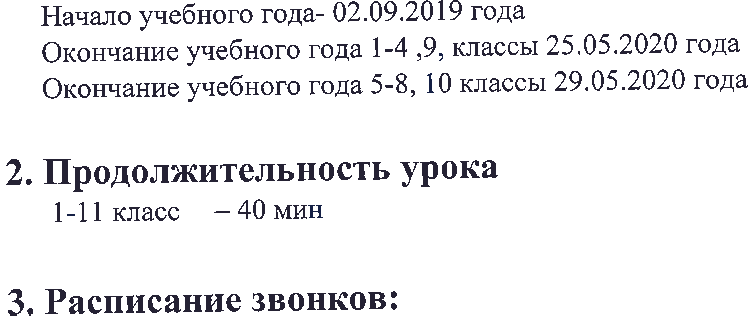 Начало учебного года- 02.09.2019 года
Окончание учебного года 1-4 ,9, классы 25.05.2020 года
Окончание учебного года 5-8, 10 классы 29.05.2020 года
2. Продолжительность урока
1-11 класс – 40 мин
3. Расписание звонков: